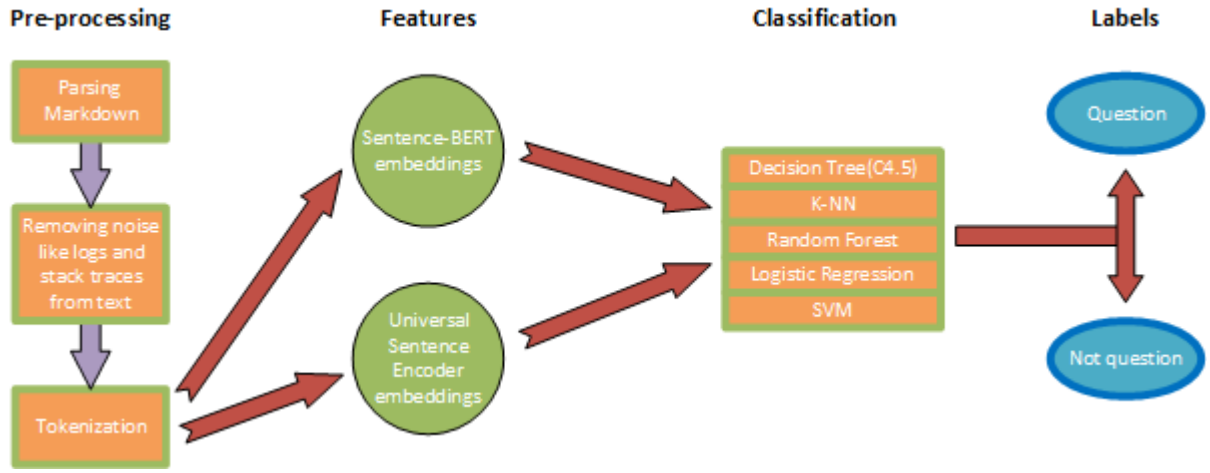 Pre-processing
Features
Classification
Labels
Parsing
Markdown
Removing noise
like logs and
stack traces
from text
Tokenization
Sentence-BERT
embeddings
Universal
Sentence
Encoder
embeddings
Decision Tree(C4.5)
K-NN
Random Forest
Logistic Regression
SVM
Question
Not question